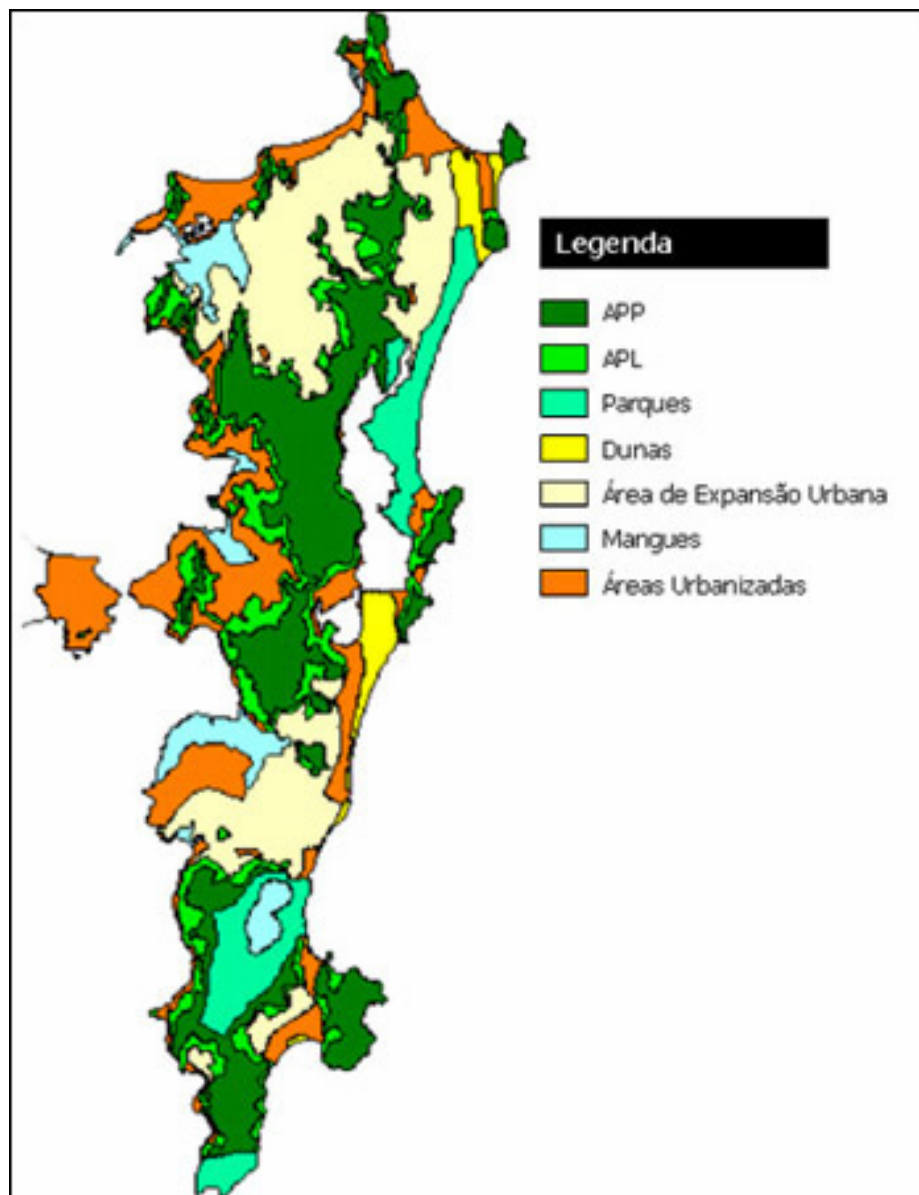 Legenda
APP
APL
Parques
Dunas
Área de Expansão Urbana
Mangues
Áreas Urbanizadas